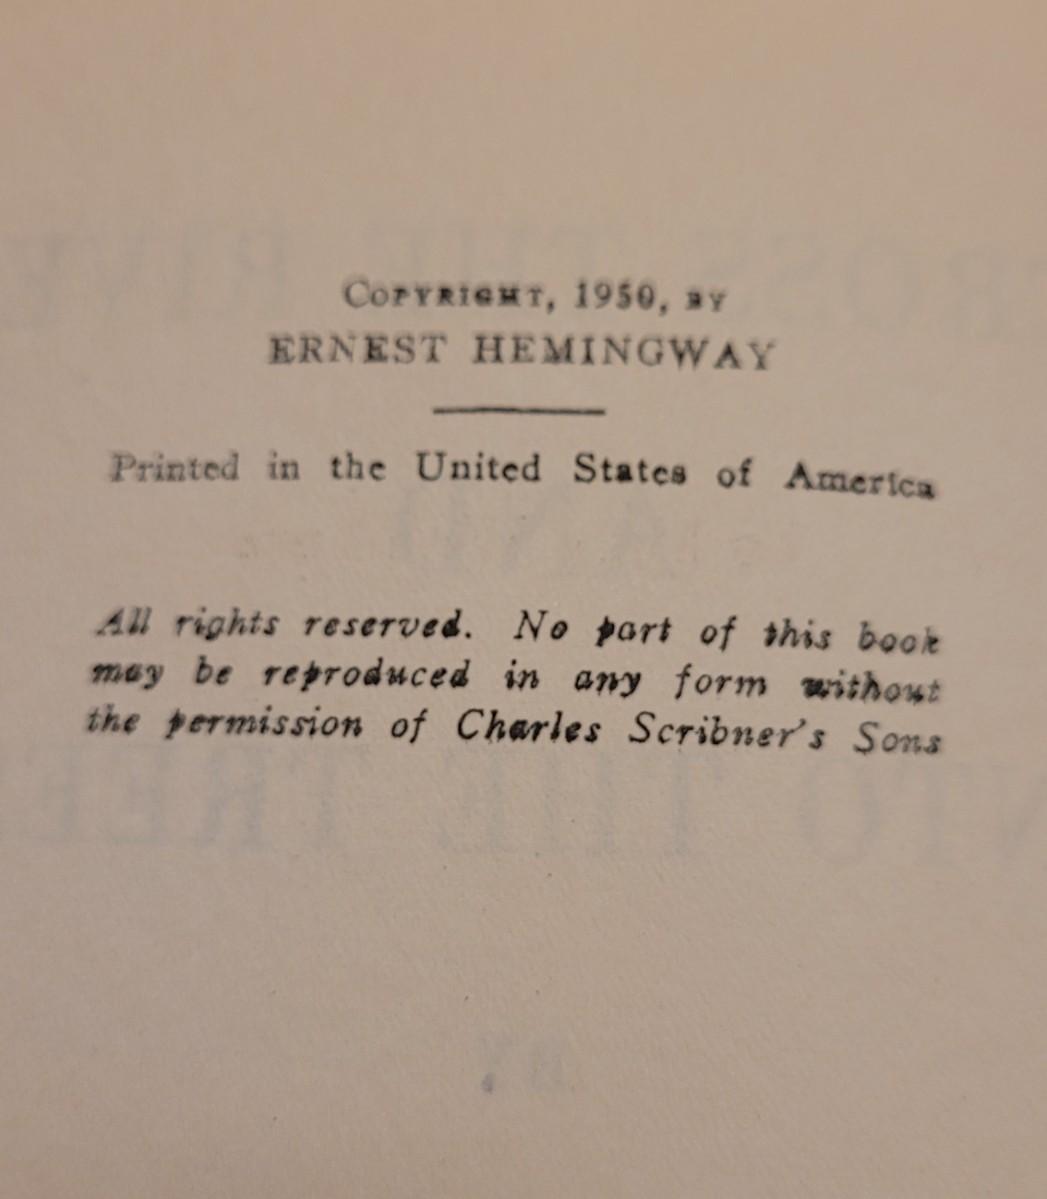 COPYRIGHT, 1950, BY
ERNEST HEMINGWAY
Printed in the United States of America
All rights reserved. No part of this book
may be reproduced in any form without
the permission of Charles Scribner's Sons